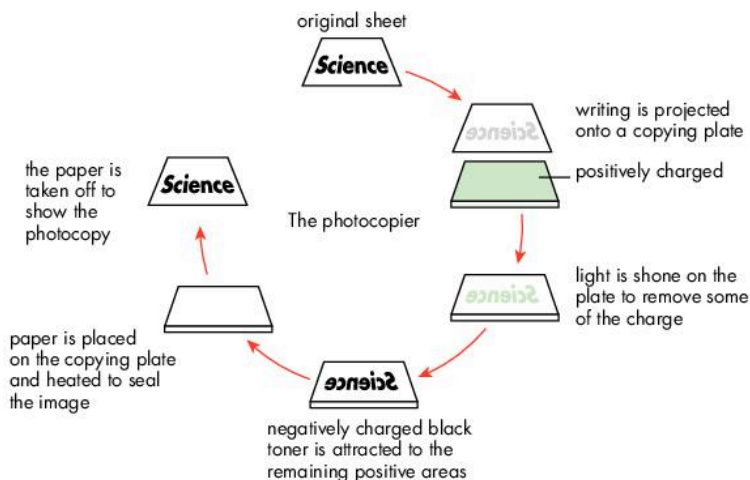 original sheet
Science
writing is projected
onto a copying plate
Science
positively charged
The photocopier
light is shone on the
plate to remove some
of the charge
Science
Science
negatively charged black
toner is attracted to the
remaining positive areas
paper is placed
on the copying plate
and heated to seal
the image
the paper is
taken off to
show the
photocopy
Science